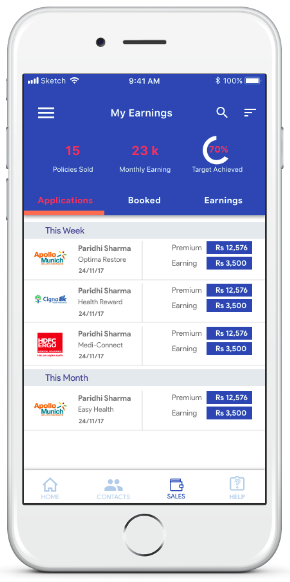 Sketch 9:41 AM 100%
My Earnings
15 23 k 70%
Policies Sold Monthly Earning Target Achieved
Applications Booked Earnings
This Week
Apollo Munich
Paridhi Sharma
Optima Restore
24/11/17
Premium Rs 12,576
Earning Rs 3,500
Cigna
Paridhi Sharma
Health Reward
24/11/17
Premium Rs 12,576
Earning Rs 3,500
HDFC
ERGO
Paridhi Sharma
Medi-Connect
24/11/17
Premium Rs 12,576
Earning Rs 3,500
This Month
Apollo Munich
Paridhi Sharma
Easy Health
24/11/17
Premium Rs 12,576
Earning Rs 3,500
HOME CONTACTS SALES HELP